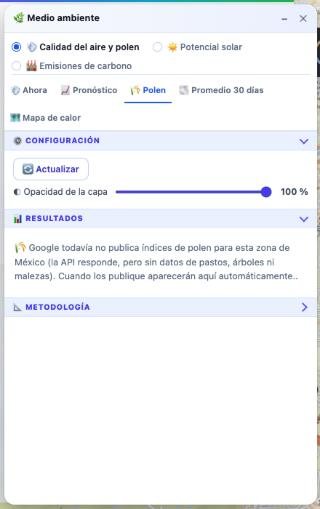 Medio ambiente
Calidad del aire y polen
Potencial solar
Emisiones de carbono
Ahora
Pronóstico
Polen
Promedio 30 días
Mapa de calor
CONFIGURACIÓN
Actualizar
Opacidad de la capa
100 %
RESULTADOS
Google todavía no publica índices de polen para esta zona de
México (la API responde, pero sin datos de pastos, árboles ni
malezas). Cuando los publique aparecerán aquí automáticamente..
METODOLOGÍA